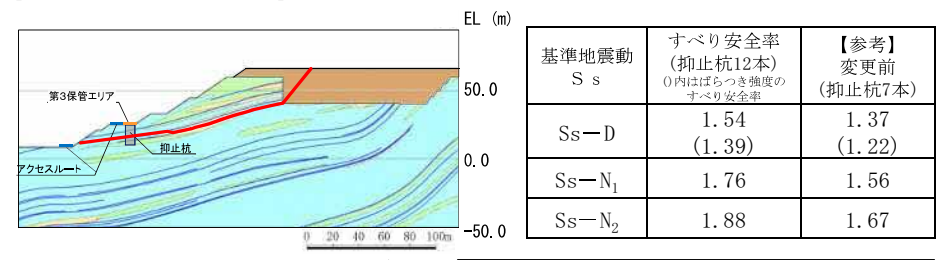 EL (m)
50.0
0.0
-50.0
第3保管エリア
抑止杭
アクセスルート
0 20 40 60 80 100m
基準地震動
Ss
すべり安全率
(抑止杭12本)
()内はばらつき強度の
すべり安全率
【参考】
変更前
(抑止杭7本)
Ss－D
1.54
(1.39)
1.37
(1.22)
Ss－N₁
1.76
1.56
Ss－N₂
1.88
1.67